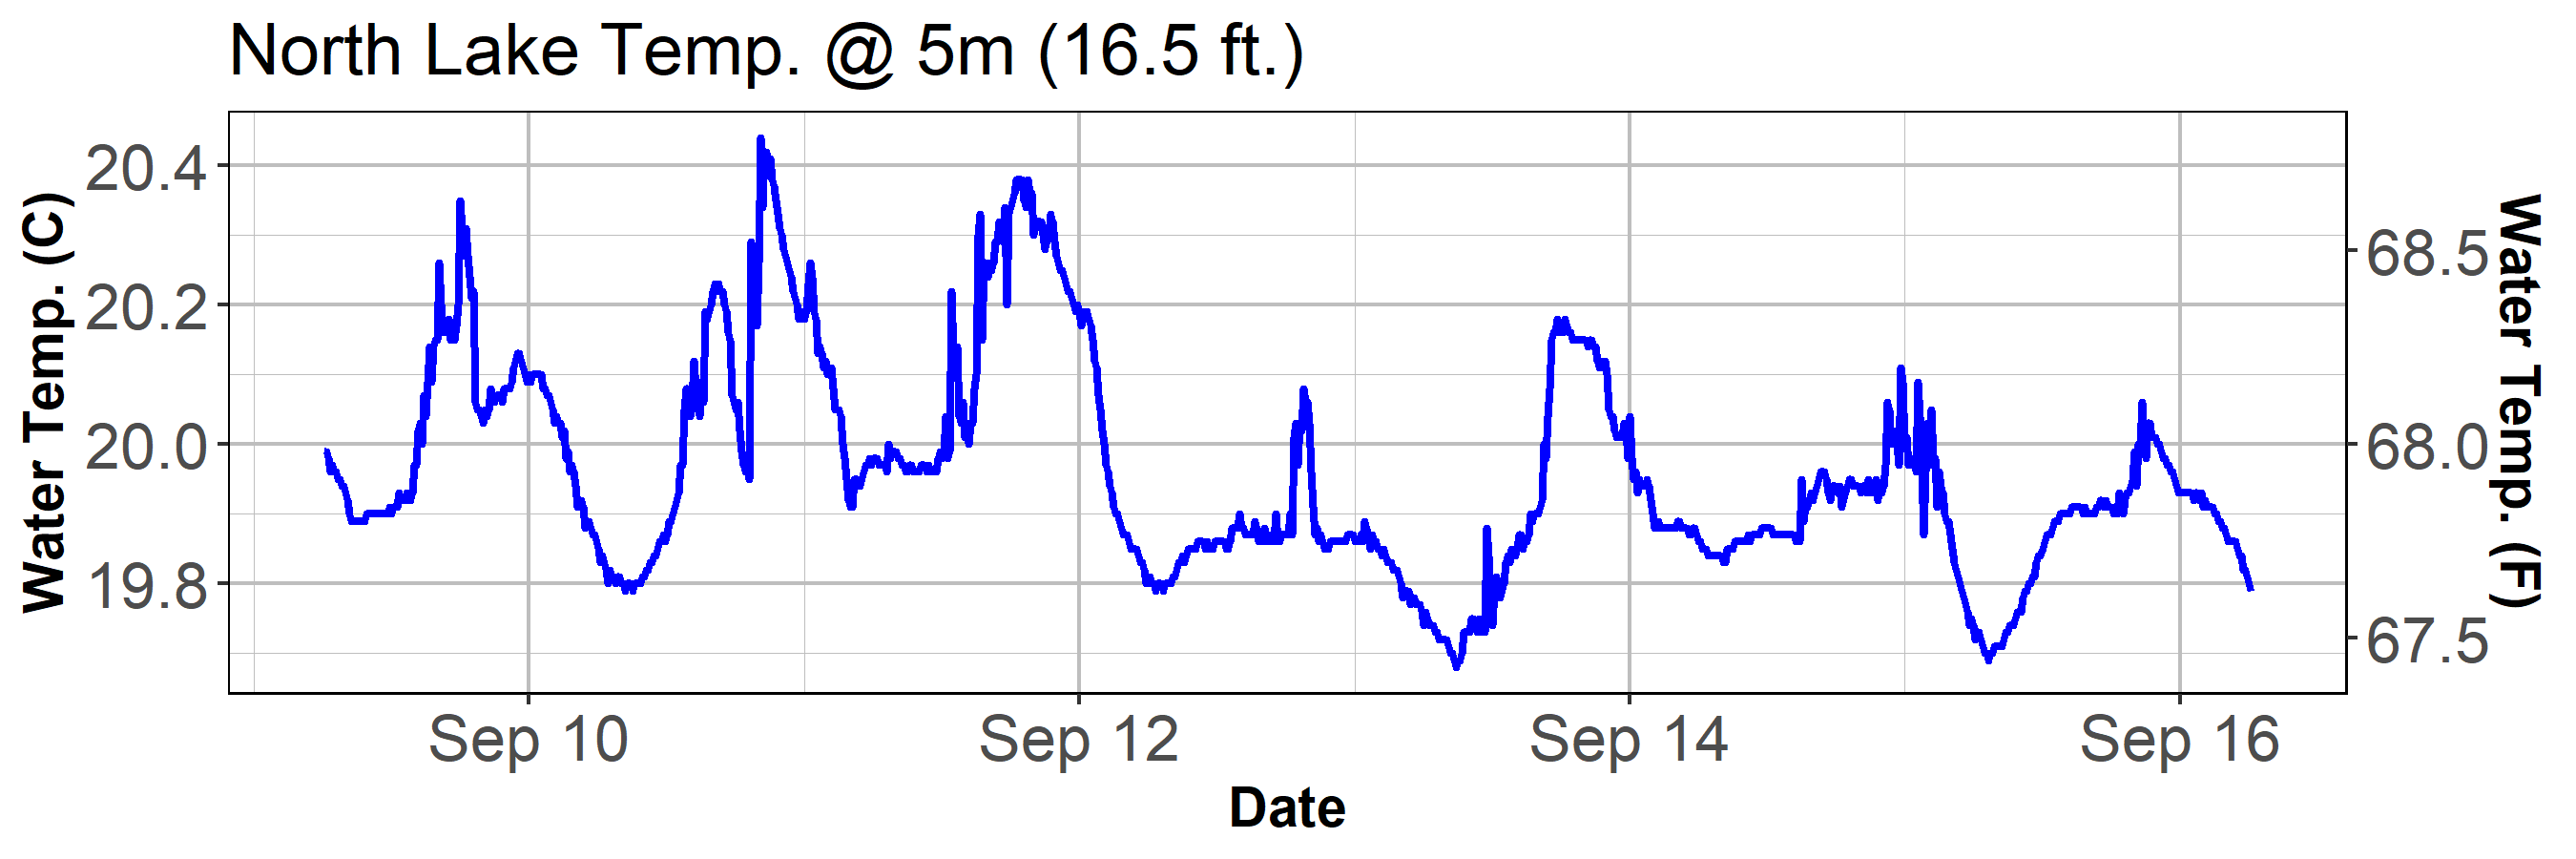 North Lake Temp. @ 5m (16.5 ft.)
Water Temp. (C)
20.4
20.2
20.0
19.8
68.5
68.0
67.5
Water Temp. (F)
Sep 10 Sep 12 Sep 14 Sep 16
Date